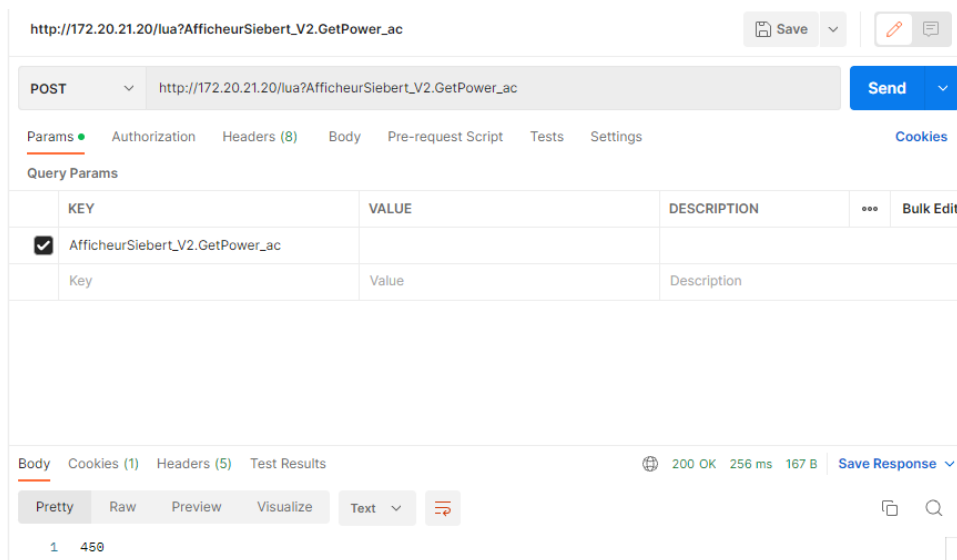 http://172.20.21.20/lua?AfficheurSiebert_V2.GetPower_ac
Save
POST http://172.20.21.20/lua?AfficheurSiebert_V2.GetPower_ac Send
Params Authorization Headers (8) Body Pre-request Script Tests Settings Cookies
Query Params
KEY VALUE DESCRIPTION Bulk Edit
AfficheurSiebert_V2.GetPower_ac
Key Value Description
Body Cookies (1) Headers (5) Test Results 200 OK 256 ms 167 B Save Response
Pretty Raw Preview Visualize Text
1 450